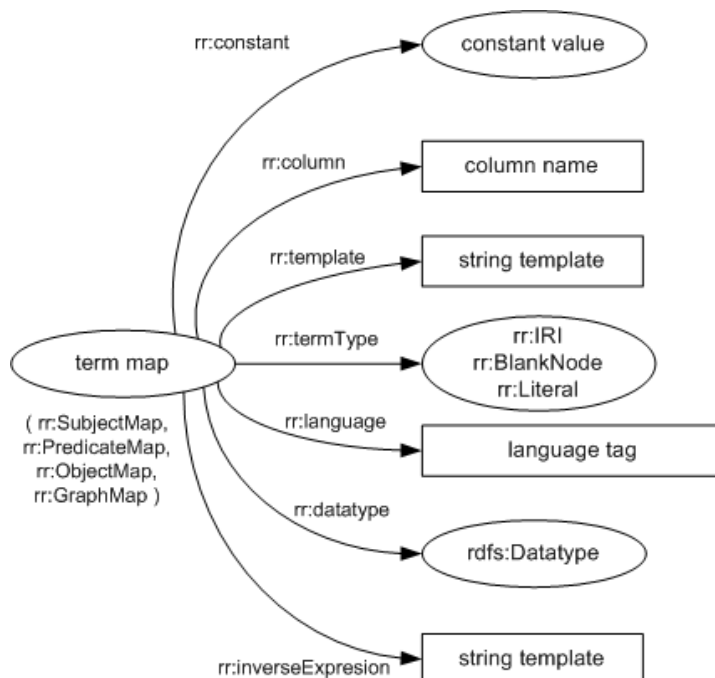 rr:constant
constant value
rr:column
column name
rr:template
string template
rr:termType
rr:IRI
rr:BlankNode
rr:Literal
term map
( rr:SubjectMap,
rr:PredicateMap,
rr:ObjectMap,
rr:GraphMap )
rr:language
language tag
rr:datatype
rdfs:Datatype
rr:inverseExpresion
string template